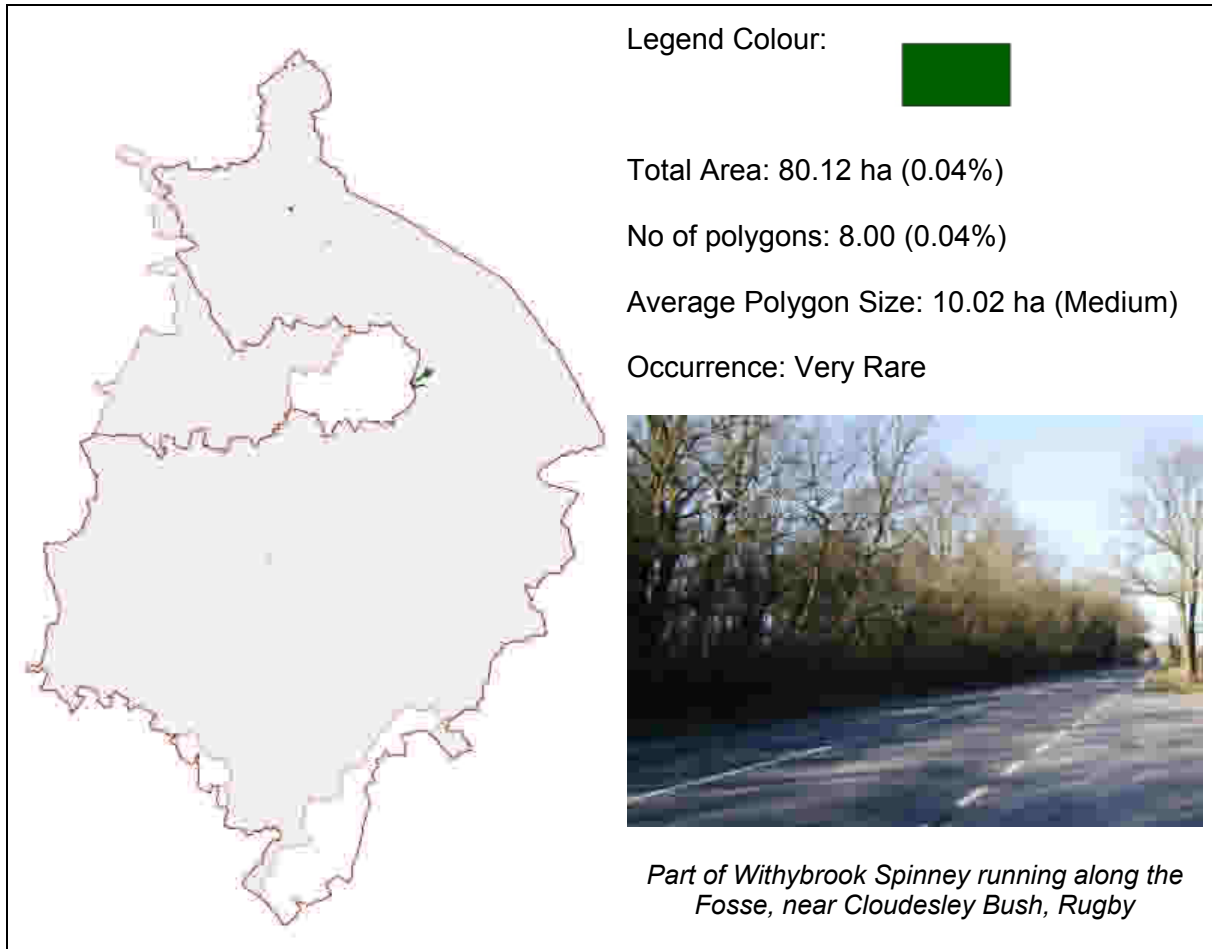 Legend Colour:
Total Area: 80.12 ha (0.04%)
No of polygons: 8.00 (0.04%)
Average Polygon Size: 10.02 ha (Medium)
Occurrence: Very Rare
Part of Withybrook Spinney running along the
Fosse, near Cloudesley Bush, Rugby